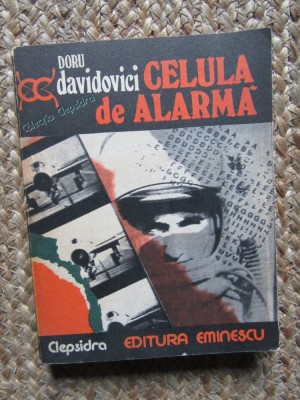 DORU
davidovici CELULA
de ALARMĂ
Colecția Clepsidra
Clepsidra EDITURA EMINESCU